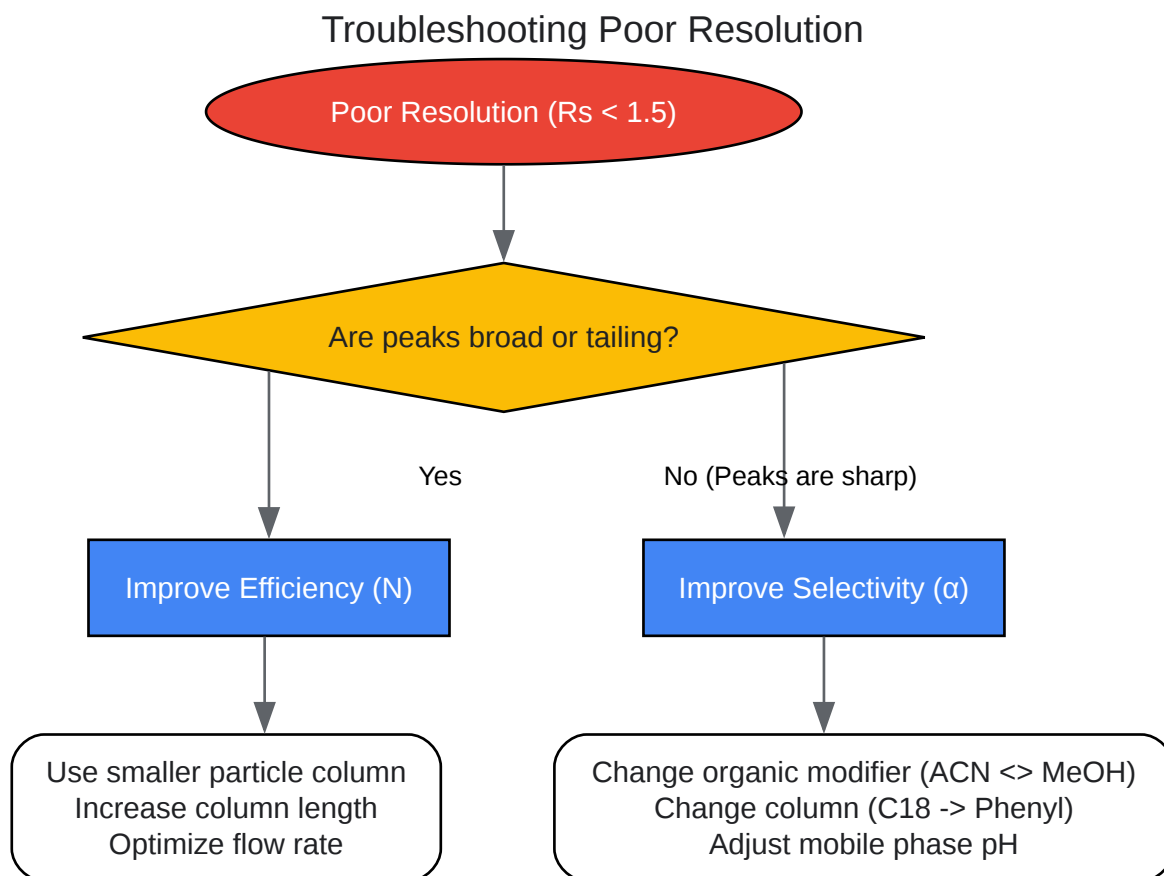 Troubleshooting Poor Resolution
Poor Resolution (Rs < 1.5)
Are peaks broad or tailing?
Yes
No (Peaks are sharp)
Improve Efficiency (N)
Improve Selectivity (α)
Use smaller particle column
Increase column length
Optimize flow rate
Change organic modifier (ACN <> MeOH)
Change column (C18 -> Phenyl)
Adjust mobile phase pH